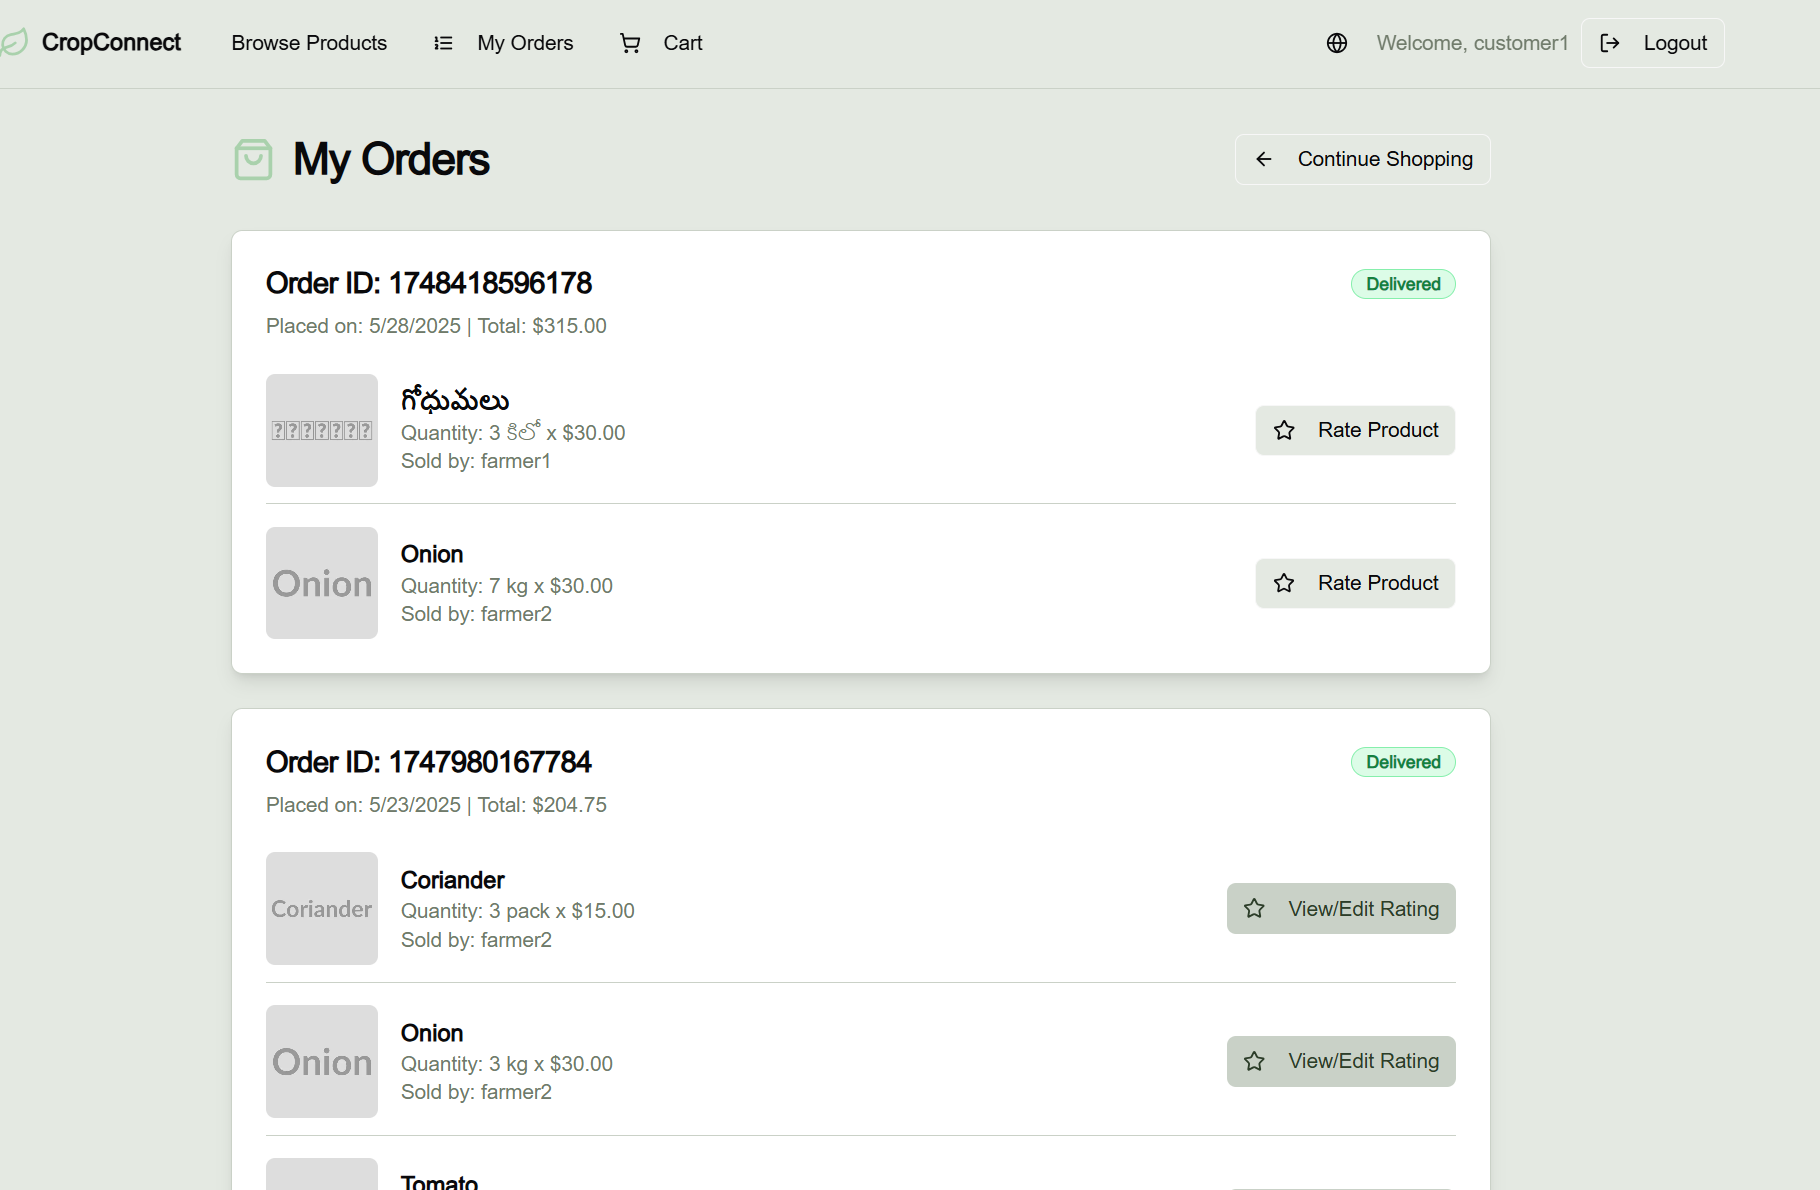 CropConnect Browse Products My Orders Cart Welcome, customer1 Logout
My Orders
Continue Shopping
Order ID: 1748418596178
Delivered
Placed on: 5/28/2025 | Total: $315.00
గోధుమలు
Quantity: 3 కిలో x $30.00
Sold by: farmer1
Rate Product
Onion
Onion
Quantity: 7 kg x $30.00
Sold by: farmer2
Rate Product
Order ID: 1747980167784
Delivered
Placed on: 5/23/2025 | Total: $204.75
Coriander
Coriander
Quantity: 3 pack x $15.00
Sold by: farmer2
View/Edit Rating
Onion
Onion
Quantity: 3 kg x $30.00
Sold by: farmer2
View/Edit Rating
Tomato